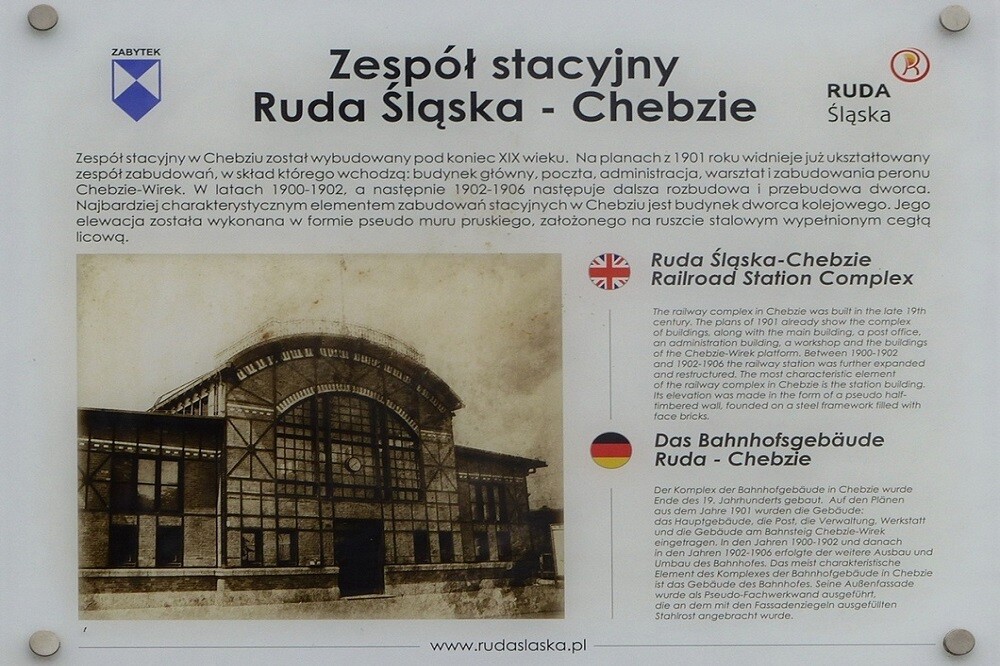 ZABYTEK
Zespół stacyjny
Ruda Śląska - Chebzie
RUDA
Śląska
Zespół stacyjny w Chebziu został wybudowany pod koniec XIX wieku. Na planach z 1901 roku widnieje już ukształtowany
zespół zabudowań, w skład którego wchodzą: budynek główny, poczta, administracja, warsztat i zabudowania peronu
Chebzie-Wirek. W latach 1900-1902, a następnie 1902-1906 następuje dalsza rozbudowa i przebudowa dworca.
Najbardziej charakterystycznym elementem zabudowań stacyjnych w Chebziu jest budynek dworca kolejowego. Jego
elewacja została wykonana w formie pseudo muru pruskiego, założonego na ruszcie stalowym wypełnionym cegłą
licową.
Ruda Śląska-Chebzie
Railroad Station Complex
The railway complex in Chebzie was built in the late 19th
century. The plans of 1901 already show the complex
of buildings, along with the main building, a post office,
an administration building, a workshop and the buildings
of the Chebzie-Wirek platform. Between 1900-1902
and 1902-1906 the railway station was further expanded
and restructured. The most characteristic element
of the railway complex in Chebzie is the station building.
Its elevation was made in the form of a pseudo half-
timbered wall, founded on a steel framework filled with
face bricks.
Das Bahnhofsgebäude
Ruda - Chebzie
Der Komplex der Bahnhofgebäude in Chebzie wurde
Ende des 19. Jahrhunderts gebaut. Auf den Plänen
aus dem Jahre 1901 wurden die Gebäude:
das Hauptgebäude, die Post, die Verwaltung, Werkstatt
und die Gebäude am Bahnsteig Chebzie-Wirek
eingetragen. In den Jahren 1900-1902 und danach
in den Jahren 1902-1906 erfolgte der weitere Ausbau und
Umbau des Bahnhofes. Das meist charakteristische
Element des Komplexes der Bahnhofgebäude in Chebzie
ist das Gebäude des Bahnhofes. Seine Außenfassade
wurde als Pseudo-Fachwerkwand ausgeführt,
die an dem mit den Fassadenziegeln ausgefüllten
Stahlrost angebracht wurde.
www.rudaslaska.pl